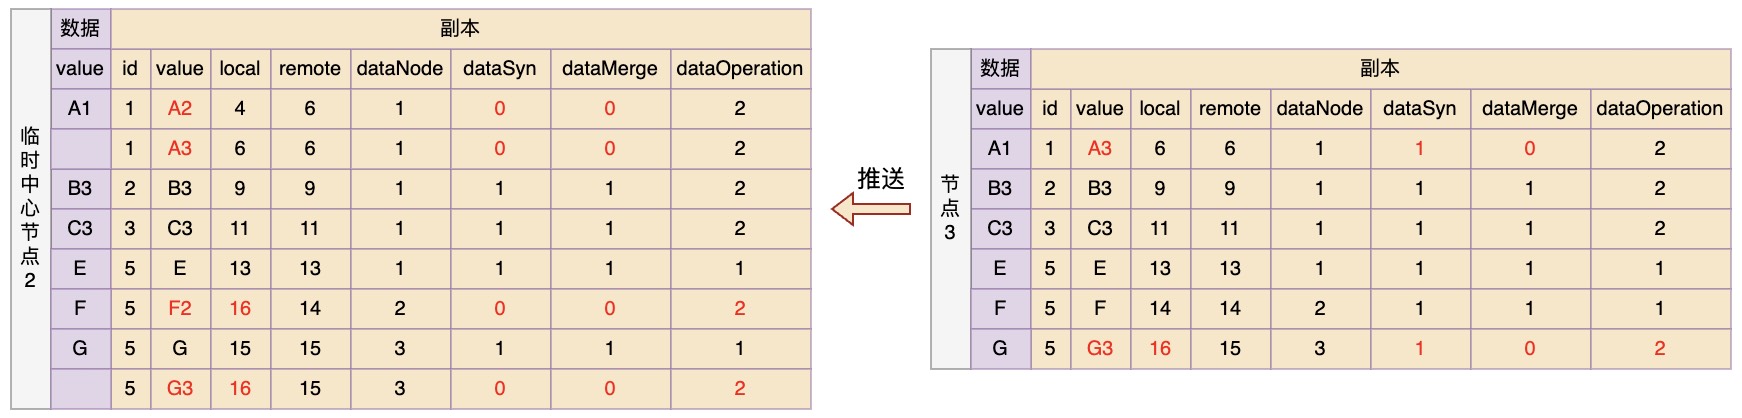 临时中心节点2
数据 副本
value id value local remote dataNode dataSyn dataMerge dataOperation
A1 1 A2 4 6 1 0 0 2
1 A3 6 6 1 0 0 2
B3 2 B3 9 9 1 1 1 2
C3 3 C3 11 11 1 1 1 2
E 5 E 13 13 1 1 1 1
F 5 F2 16 14 2 0 0 2
G 5 G 15 15 3 1 1 1
5 G3 16 15 3 0 0 2
推送
节点3
数据 副本
value id value local remote dataNode dataSyn dataMerge dataOperation
A1 1 A3 6 6 1 1 0 2
B3 2 B3 9 9 1 1 1 2
C3 3 C3 11 11 1 1 1 2
E 5 E 13 13 1 1 1 1
F 5 F 14 14 2 1 1 1
G 5 G3 16 15 3 1 0 2